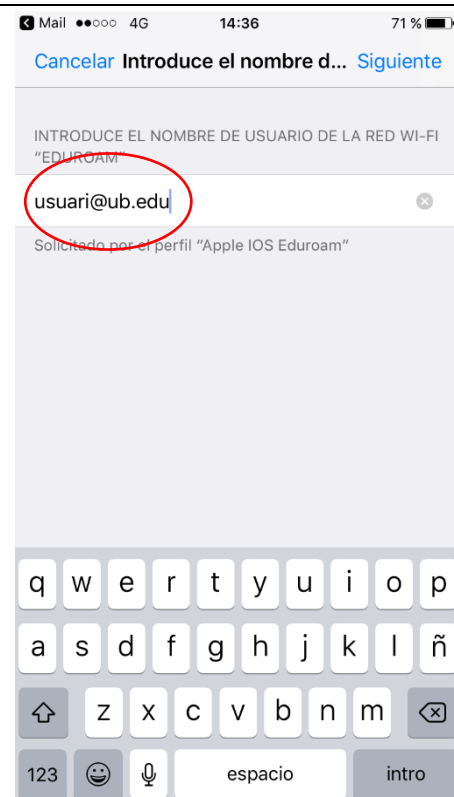 Mail 4G 14:36 71 %
Cancelar Introduce el nombre d... Siguiente
INTRODUCE EL NOMBRE DE USUARIO DE LA RED WI-FI
“EDUROAM”
usuari@ub.edu
Solicitado por el perfil “Apple IOS Eduroam”
q w e r t y u i o p
a s d f g h j k l ñ
z x c v b n m
123 espacio intro